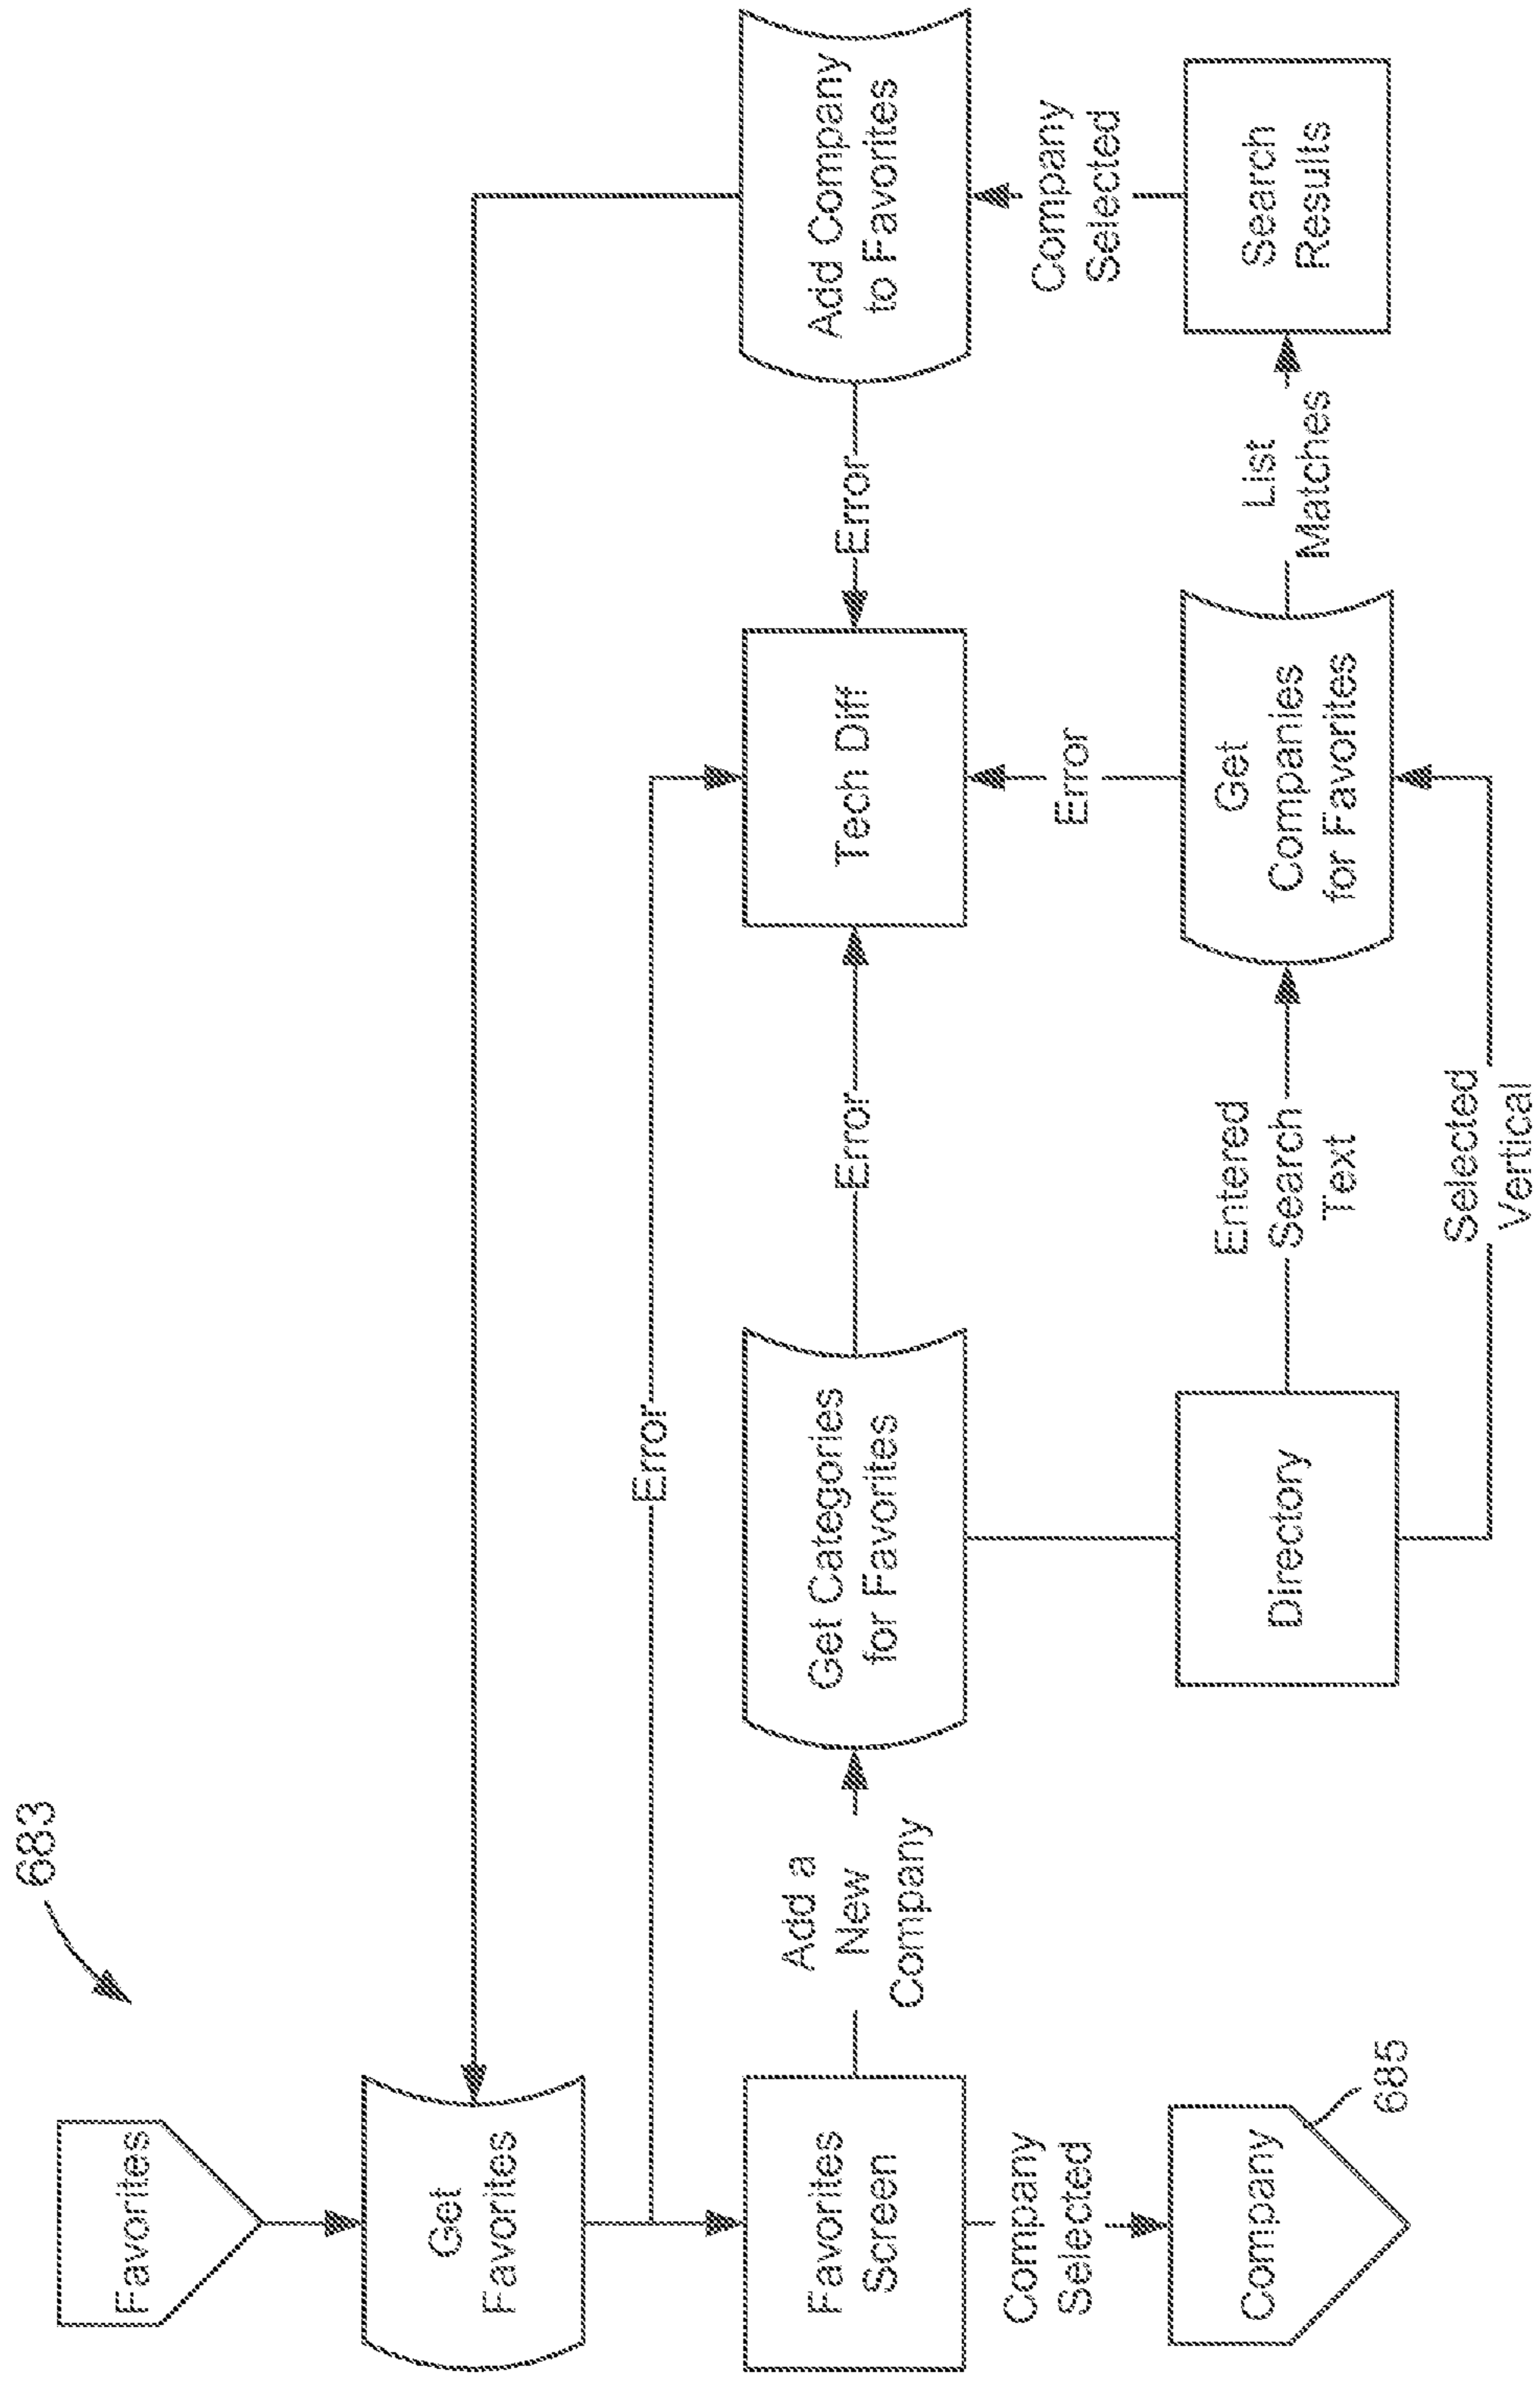 683
Favorites
Get
Favorites
Error
Favorites
Screen
Add a
New
Company
Get Categories
for Favorites
Error
Tech Diff
Error
Add Company
to Favorites
Company
Selected
Error
Company
Selected
Company
685
Directory
Entered
Search
Text
Get
Companies
for Favorites
List
Matches
Search
Results
Selected
Vertical